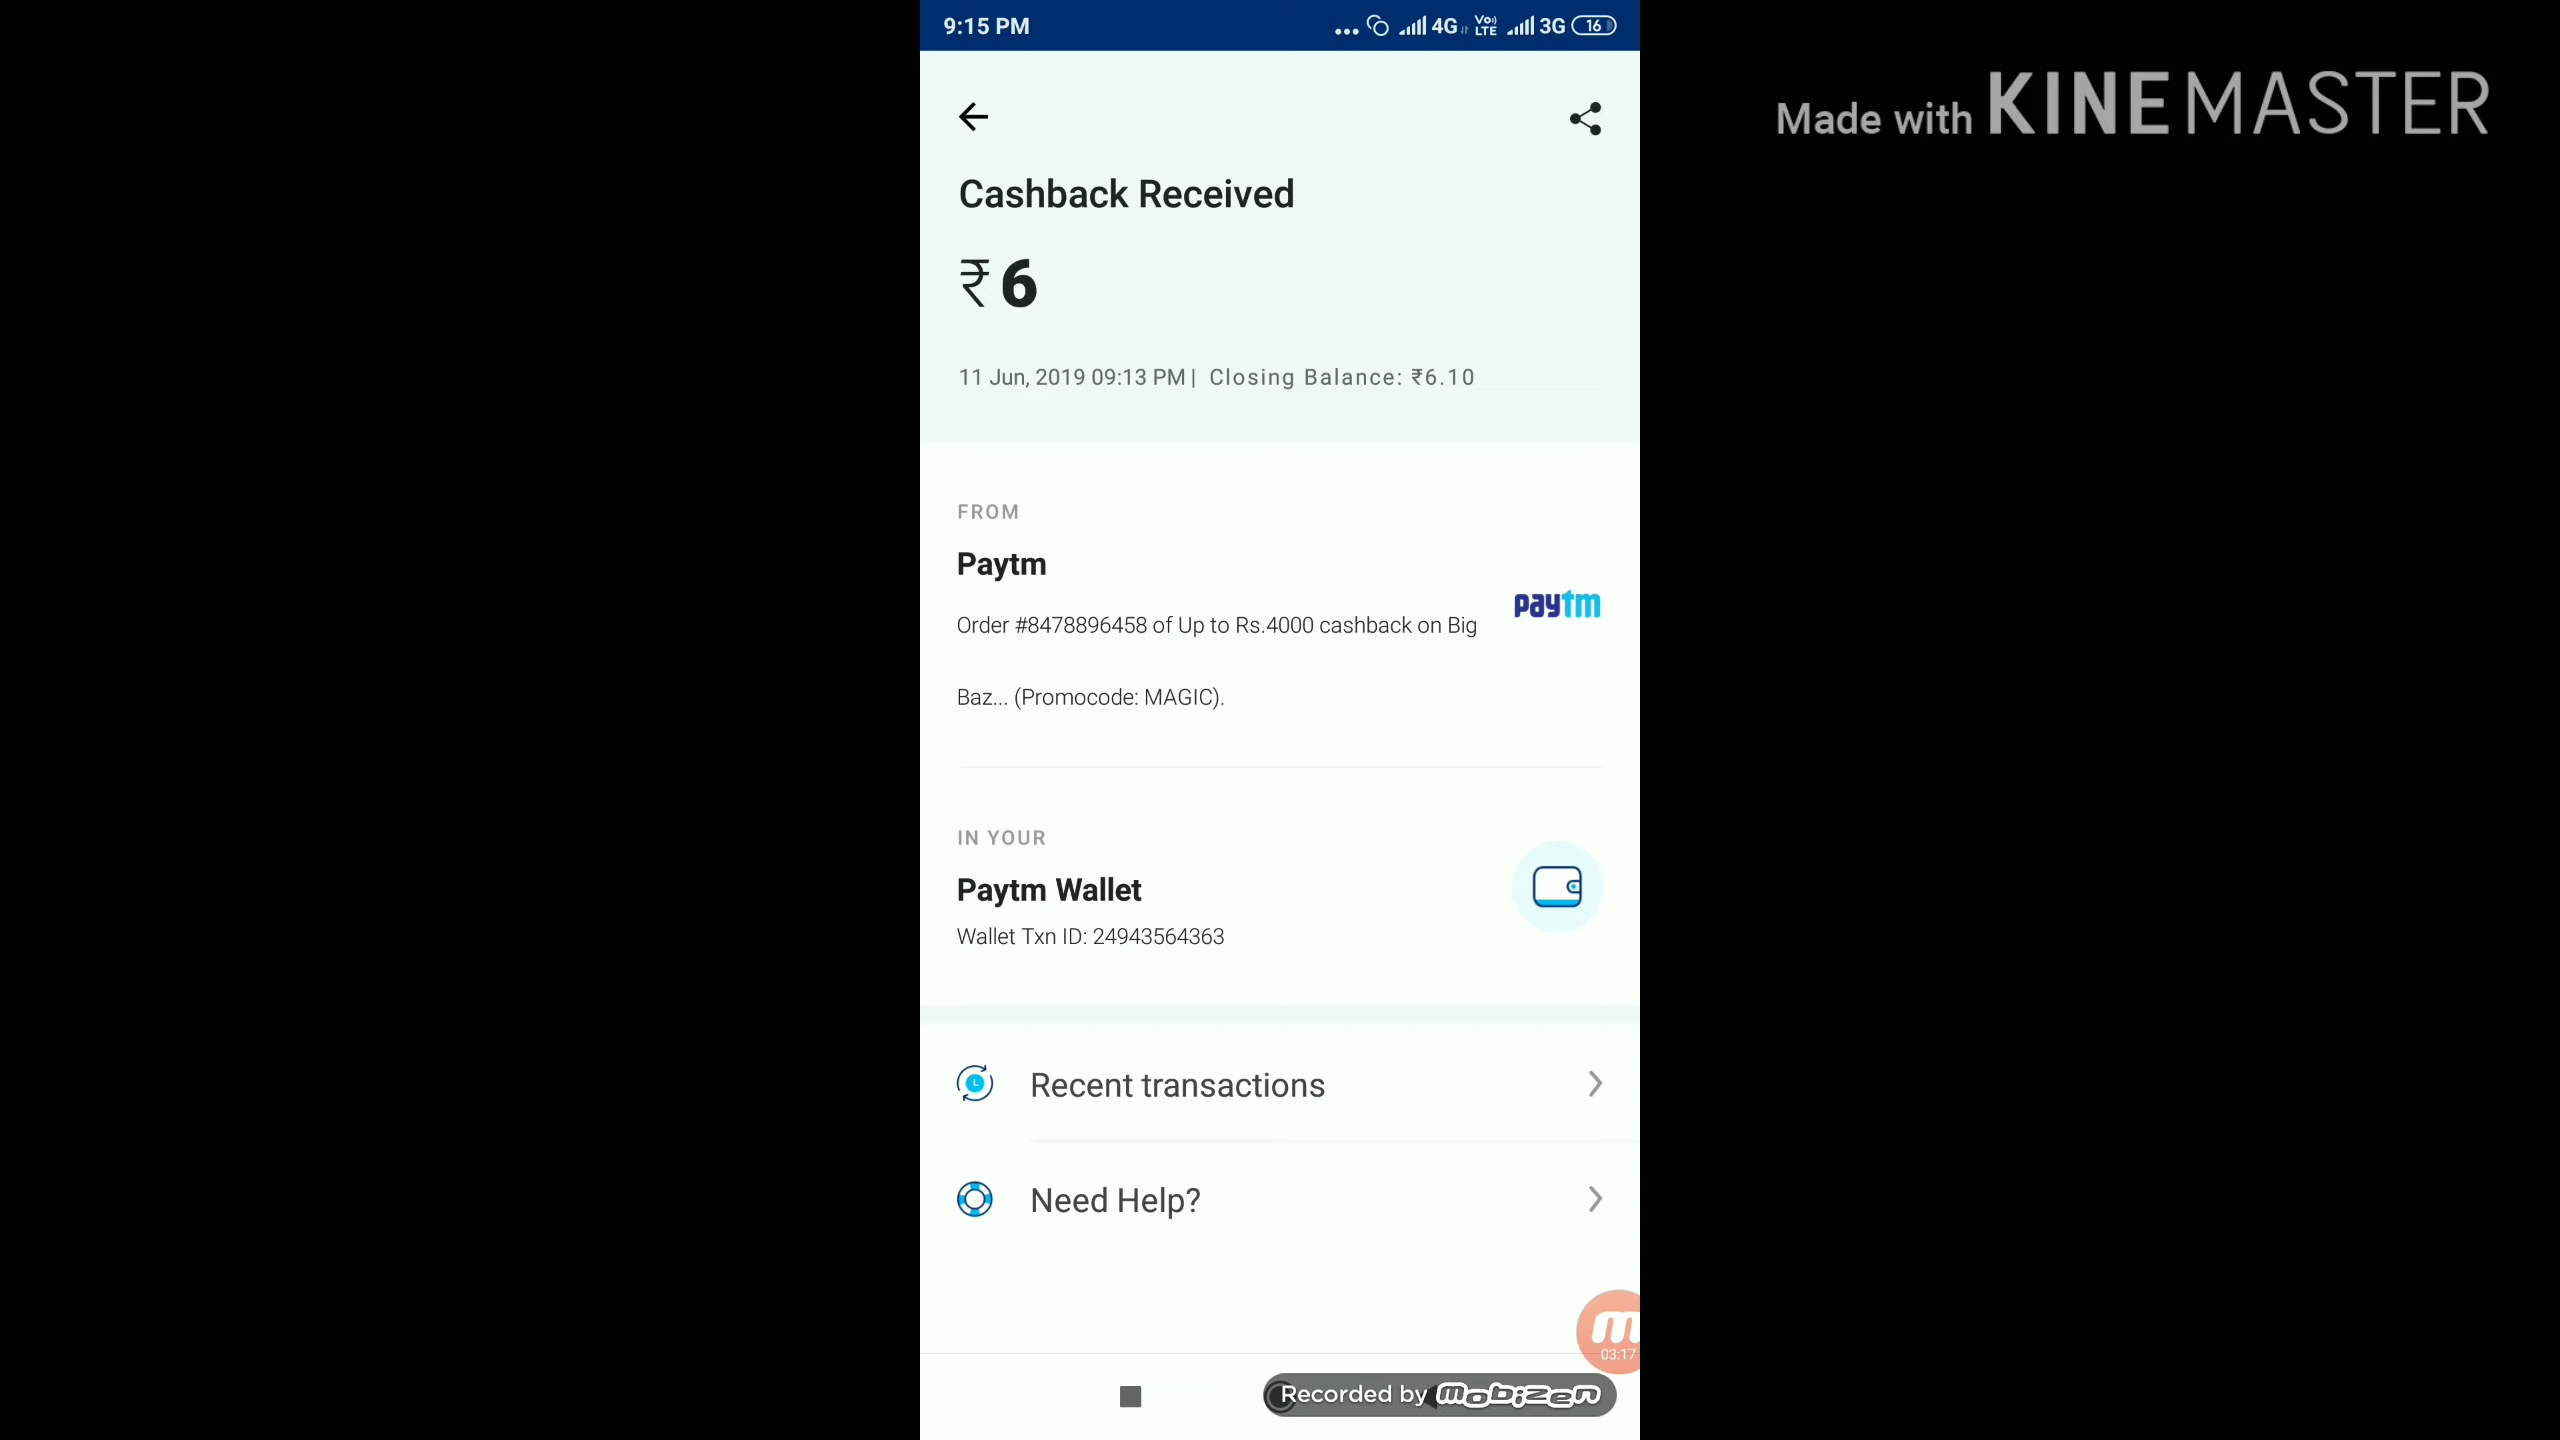 9:15 PM
... 4G Vo)) LTE 3G 16
Made with KINEMASTER
Cashback Received
₹6
11 Jun, 2019 09:13 PM | Closing Balance: ₹6.10
FROM
Paytm
paytm
Order #8478896458 of Up to Rs.4000 cashback on Big
Baz... (Promocode: MAGIC).
IN YOUR
Paytm Wallet
Wallet Txn ID: 24943564363
Recent transactions
Need Help?
m
03:17
Recorded by mobizen